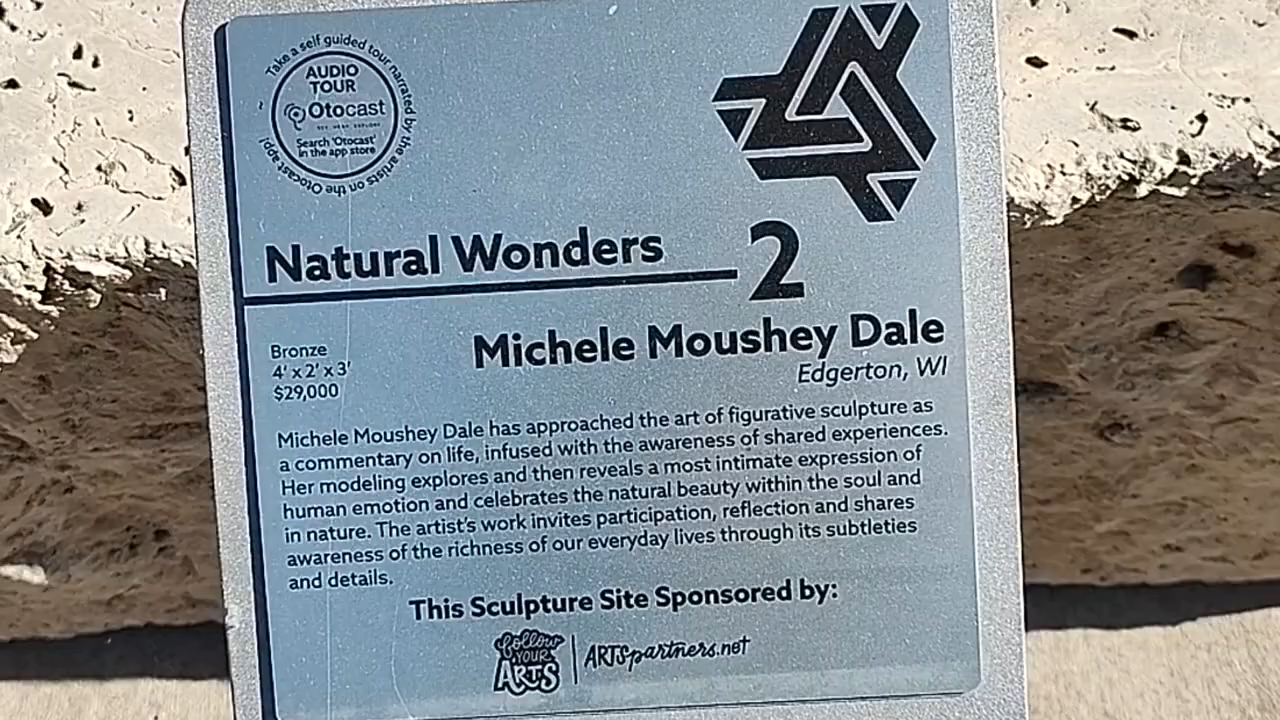 Take a self guided tour narrated by the artists on the Otocast app!
AUDIO
TOUR
Otocast
SEE HEAR EXPLORE
Search 'Otocast'
in the app store
Natural Wonders
2
Michele Moushey Dale
Edgerton, WI
Bronze
4' x 2' x 3'
$29,000
Michele Moushey Dale has approached the art of figurative sculpture as
a commentary on life, infused with the awareness of shared experiences.
Her modeling explores and then reveals a most intimate expression of
human emotion and celebrates the natural beauty within the soul and
in nature. The artist's work invites participation, reflection and shares
awareness of the richness of our everyday lives through its subtleties
and details.
This Sculpture Site Sponsored by:
follow
YOUR
ARTS
ARTSpartners.net